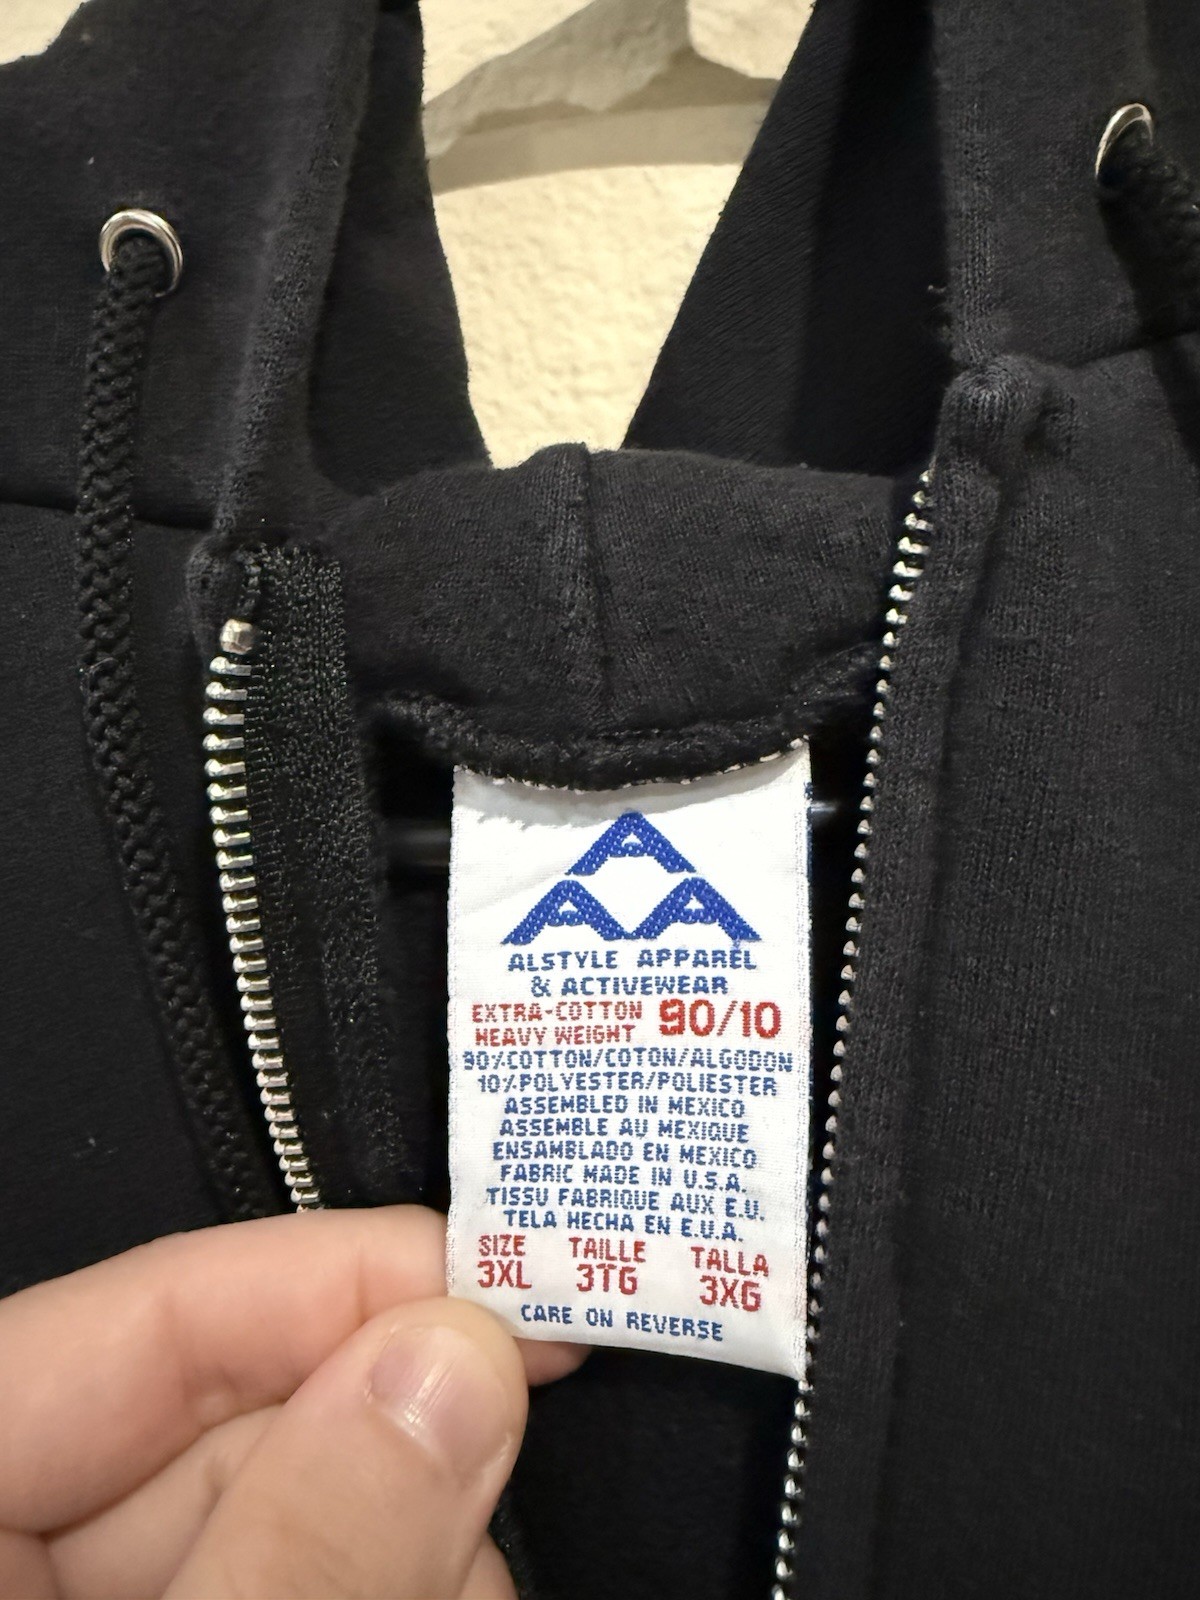 A
A A
ALSTYLE APPAREL
& ACTIVEWEAR
EXTRA-COTTON 90/10
HEAVY WEIGHT
90%COTTON/COTON/ALGODON
10%POLYESTER/POLIESTER
ASSEMBLED IN MEXICO
ASSEMBLE AU MEXIQUE
ENSAMBLADO EN MEXICO
FABRIC MADE IN U.S.A.
TISSU FABRIQUE AUX E.U.
TELA HECHA EN E.U.A.
SIZE TAILLE TALLA
3XL 3TG 3XG
CARE ON REVERSE